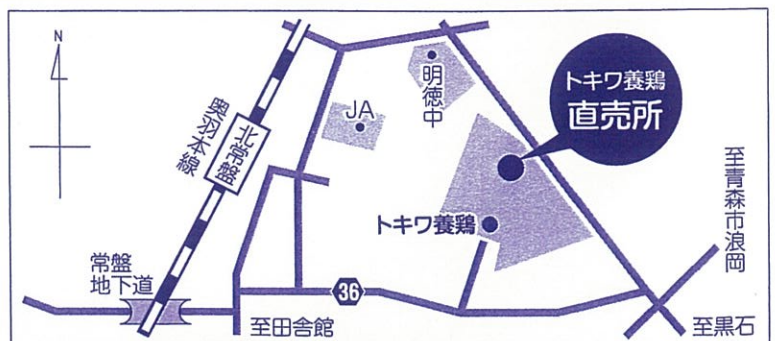 N
奥羽本線
北常盤
JA
明徳中
トキワ養鶏
直売所
トキワ養鶏
至青森市浪岡
常盤
地下道
36
至田舎館
至黒石